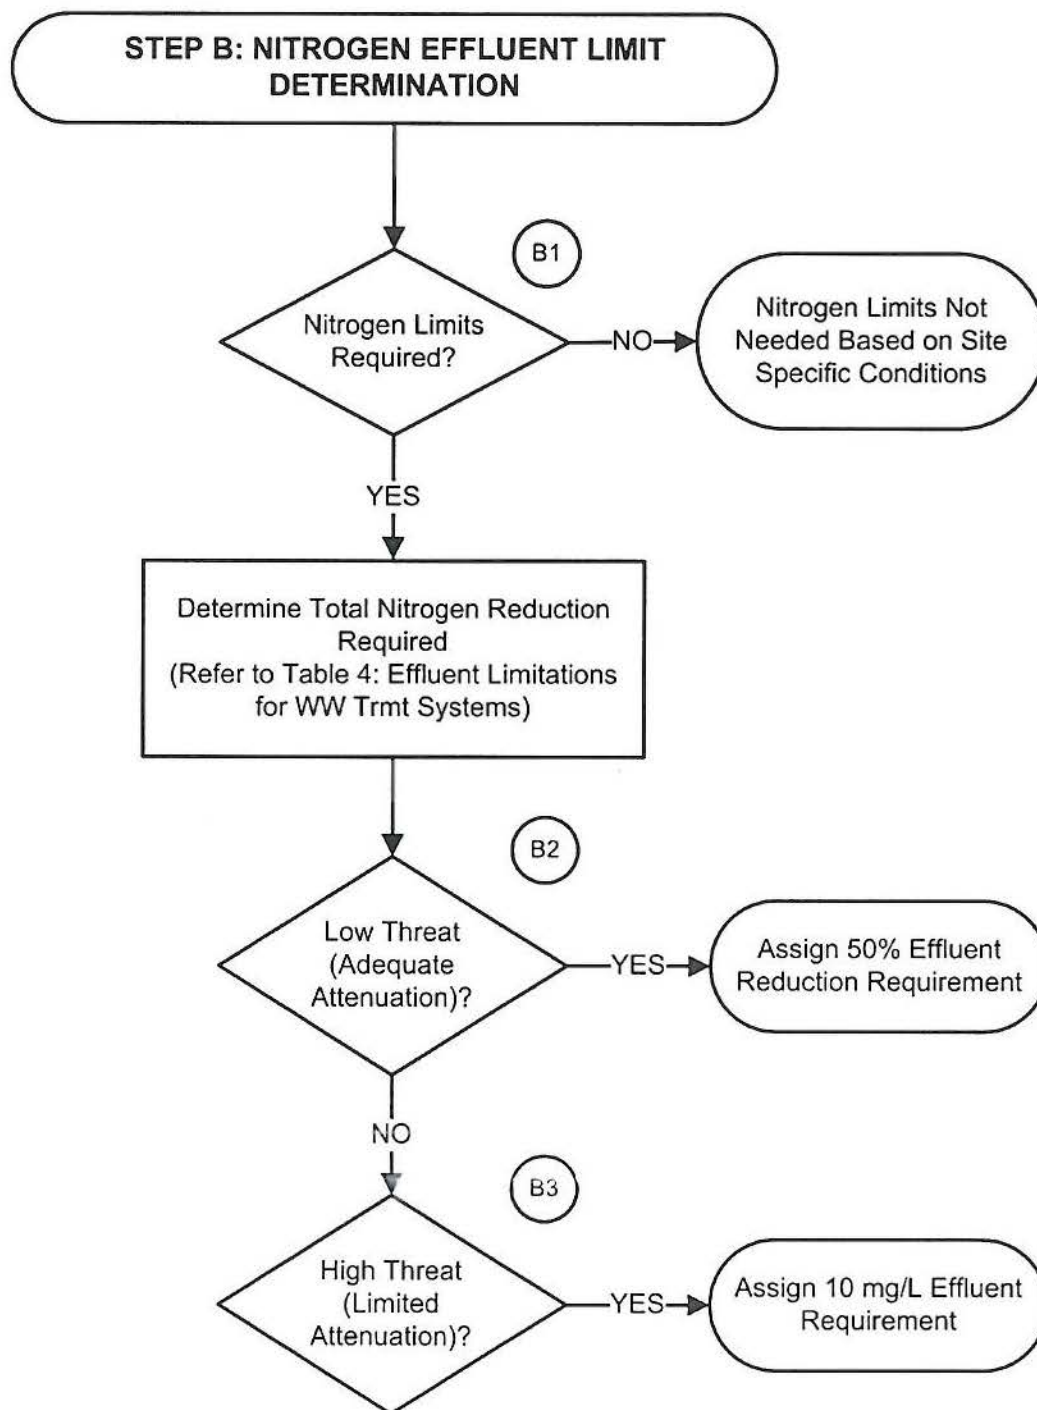 STEP B: NITROGEN EFFLUENT LIMIT
DETERMINATION
B1
Nitrogen Limits
Required?
NO
Nitrogen Limits Not
Needed Based on Site
Specific Conditions
YES
Determine Total Nitrogen Reduction
Required
(Refer to Table 4: Effluent Limitations
for WW Trmt Systems)
B2
Low Threat
(Adequate
Attenuation)?
YES
Assign 50% Effluent
Reduction Requirement
NO
B3
High Threat
(Limited
Attenuation)?
YES
Assign 10 mg/L Effluent
Requirement